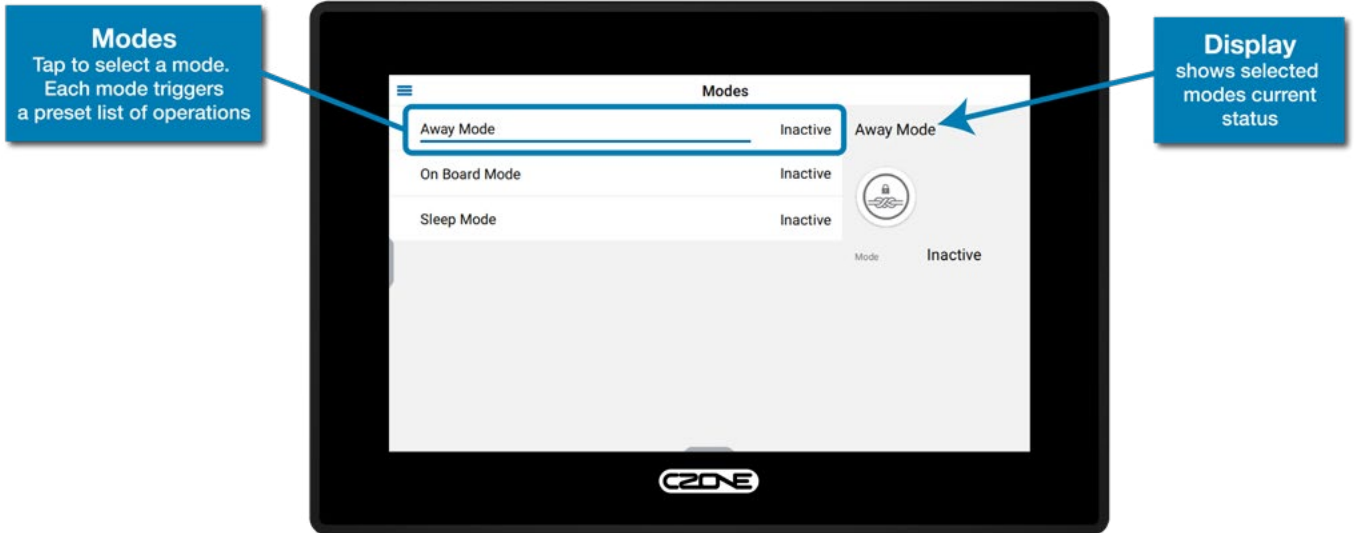 Modes
Tap to select a mode.
Each mode triggers
a preset list of operations
Display
shows selected
modes current
status
Modes
Away Mode Inactive
On Board Mode Inactive
Sleep Mode Inactive
Away Mode
Mode Inactive
CZONE